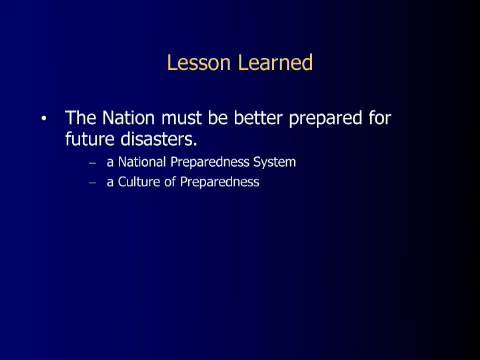 Lesson Learned
• The Nation must be better prepared for
future disasters.
– a National Preparedness System
– a Culture of Preparedness